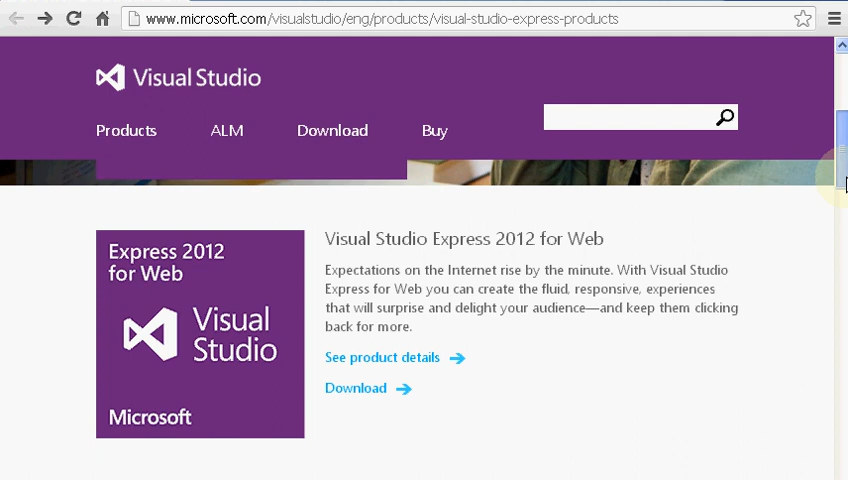 www.microsoft.com/visualstudio/eng/products/visual-studio-express-products
Visual Studio
Products ALM Download Buy
Express 2012
for Web
Visual
Studio
Microsoft
Visual Studio Express 2012 for Web
Expectations on the Internet rise by the minute. With Visual Studio
Express for Web you can create the fluid, responsive, experiences
that will surprise and delight your audience—and keep them clicking
back for more.
See product details
Download